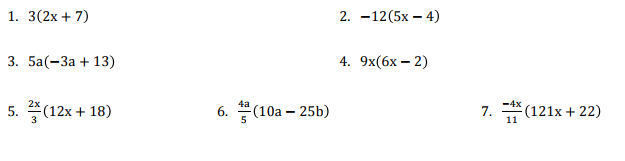 1. 3(2x + 7) 2. −12(5x − 4)
3. 5a(−3a + 13) 4. 9x(6x − 2)
5. 2x/3 (12x + 18) 6. 4a/5 (10a − 25b) 7. −4x/11 (121x + 22)